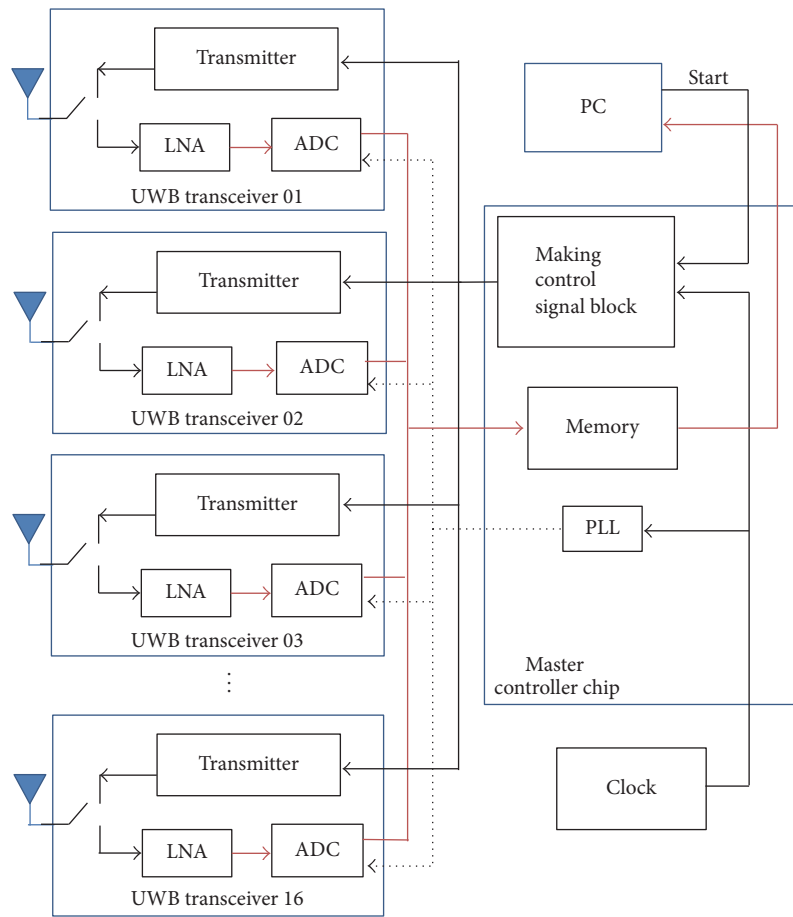 Transmitter
LNA
ADC
UWB transceiver 01
Transmitter
LNA
ADC
UWB transceiver 02
Transmitter
LNA
ADC
UWB transceiver 03
⋮
Transmitter
LNA
ADC
UWB transceiver 16
PC
Start
Making
control
signal block
Memory
PLL
Master
controller chip
Clock